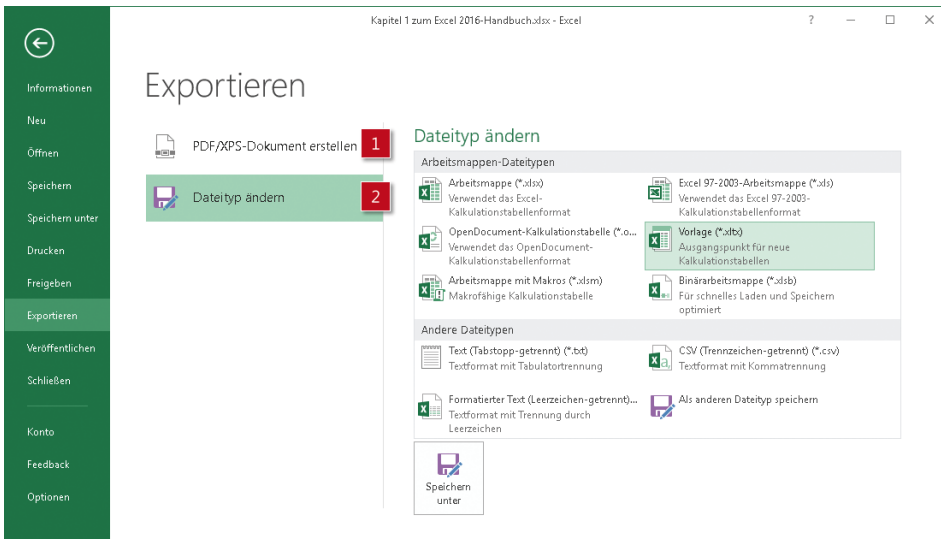 Kapitel 1 zum Excel 2016-Handbuch.xlsx - Excel
?
Informationen
Neu
Öffnen
Speichern
Speichern unter
Drucken
Freigeben
Exportieren
Veröffentlichen
Schließen
Konto
Feedback
Optionen
Exportieren
PDF/XPS-Dokument erstellen 1
Dateityp ändern 2
Dateityp ändern
Arbeitsmappen-Dateitypen
Arbeitsmappe (*.xlsx)
Verwendet das Excel-
Kalkulationstabellenformat
Excel 97-2003-Arbeitsmappe (*.xls)
Verwendet das Excel 97-2003-
Kalkulationstabellenformat
OpenDocument-Kalkulationstabelle (*.o...
Verwendet das OpenDocument-
Kalkulationstabellenformat
Vorlage (*.xltx)
Ausgangspunkt für neue
Kalkulationstabellen
Arbeitsmappe mit Makros (*.xlsm)
Makrofähige Kalkulationstabelle
Binärarbeitsmappe (*.xlsb)
Für schnelles Laden und Speichern
optimiert
Andere Dateitypen
Text (Tabstopp-getrennt) (*.txt)
Textformat mit Tabulatortrennung
CSV (Trennzeichen-getrennt) (*.csv)
Textformat mit Kommatrennung
Formatierter Text (Leerzeichen-getrennt)...
Textformat mit Trennung durch
Leerzeichen
Als anderen Dateityp speichern
Speichern
unter